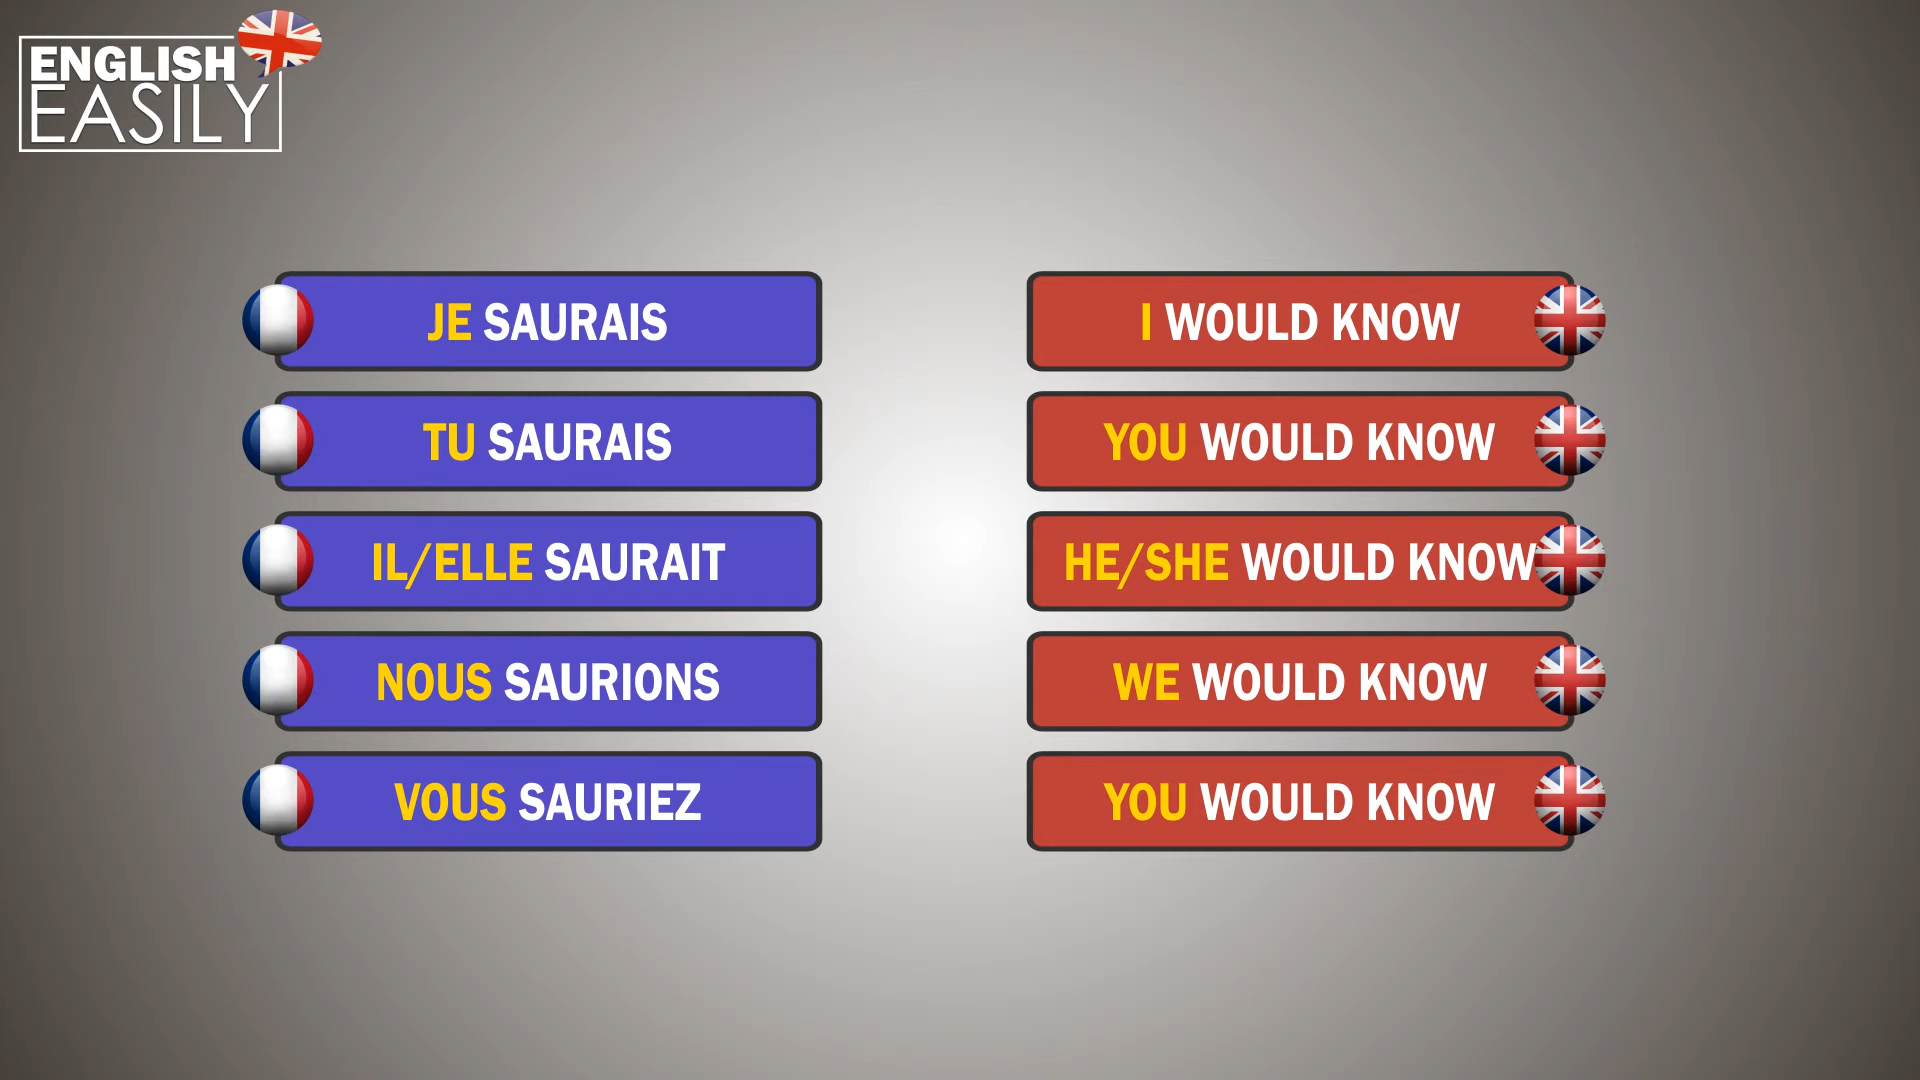 ENGLISH
EASILY
JE SAURAIS
I WOULD KNOW
TU SAURAIS
YOU WOULD KNOW
IL/ELLE SAURAIT
HE/SHE WOULD KNOW
NOUS SAURIONS
WE WOULD KNOW
VOUS SAURIEZ
YOU WOULD KNOW